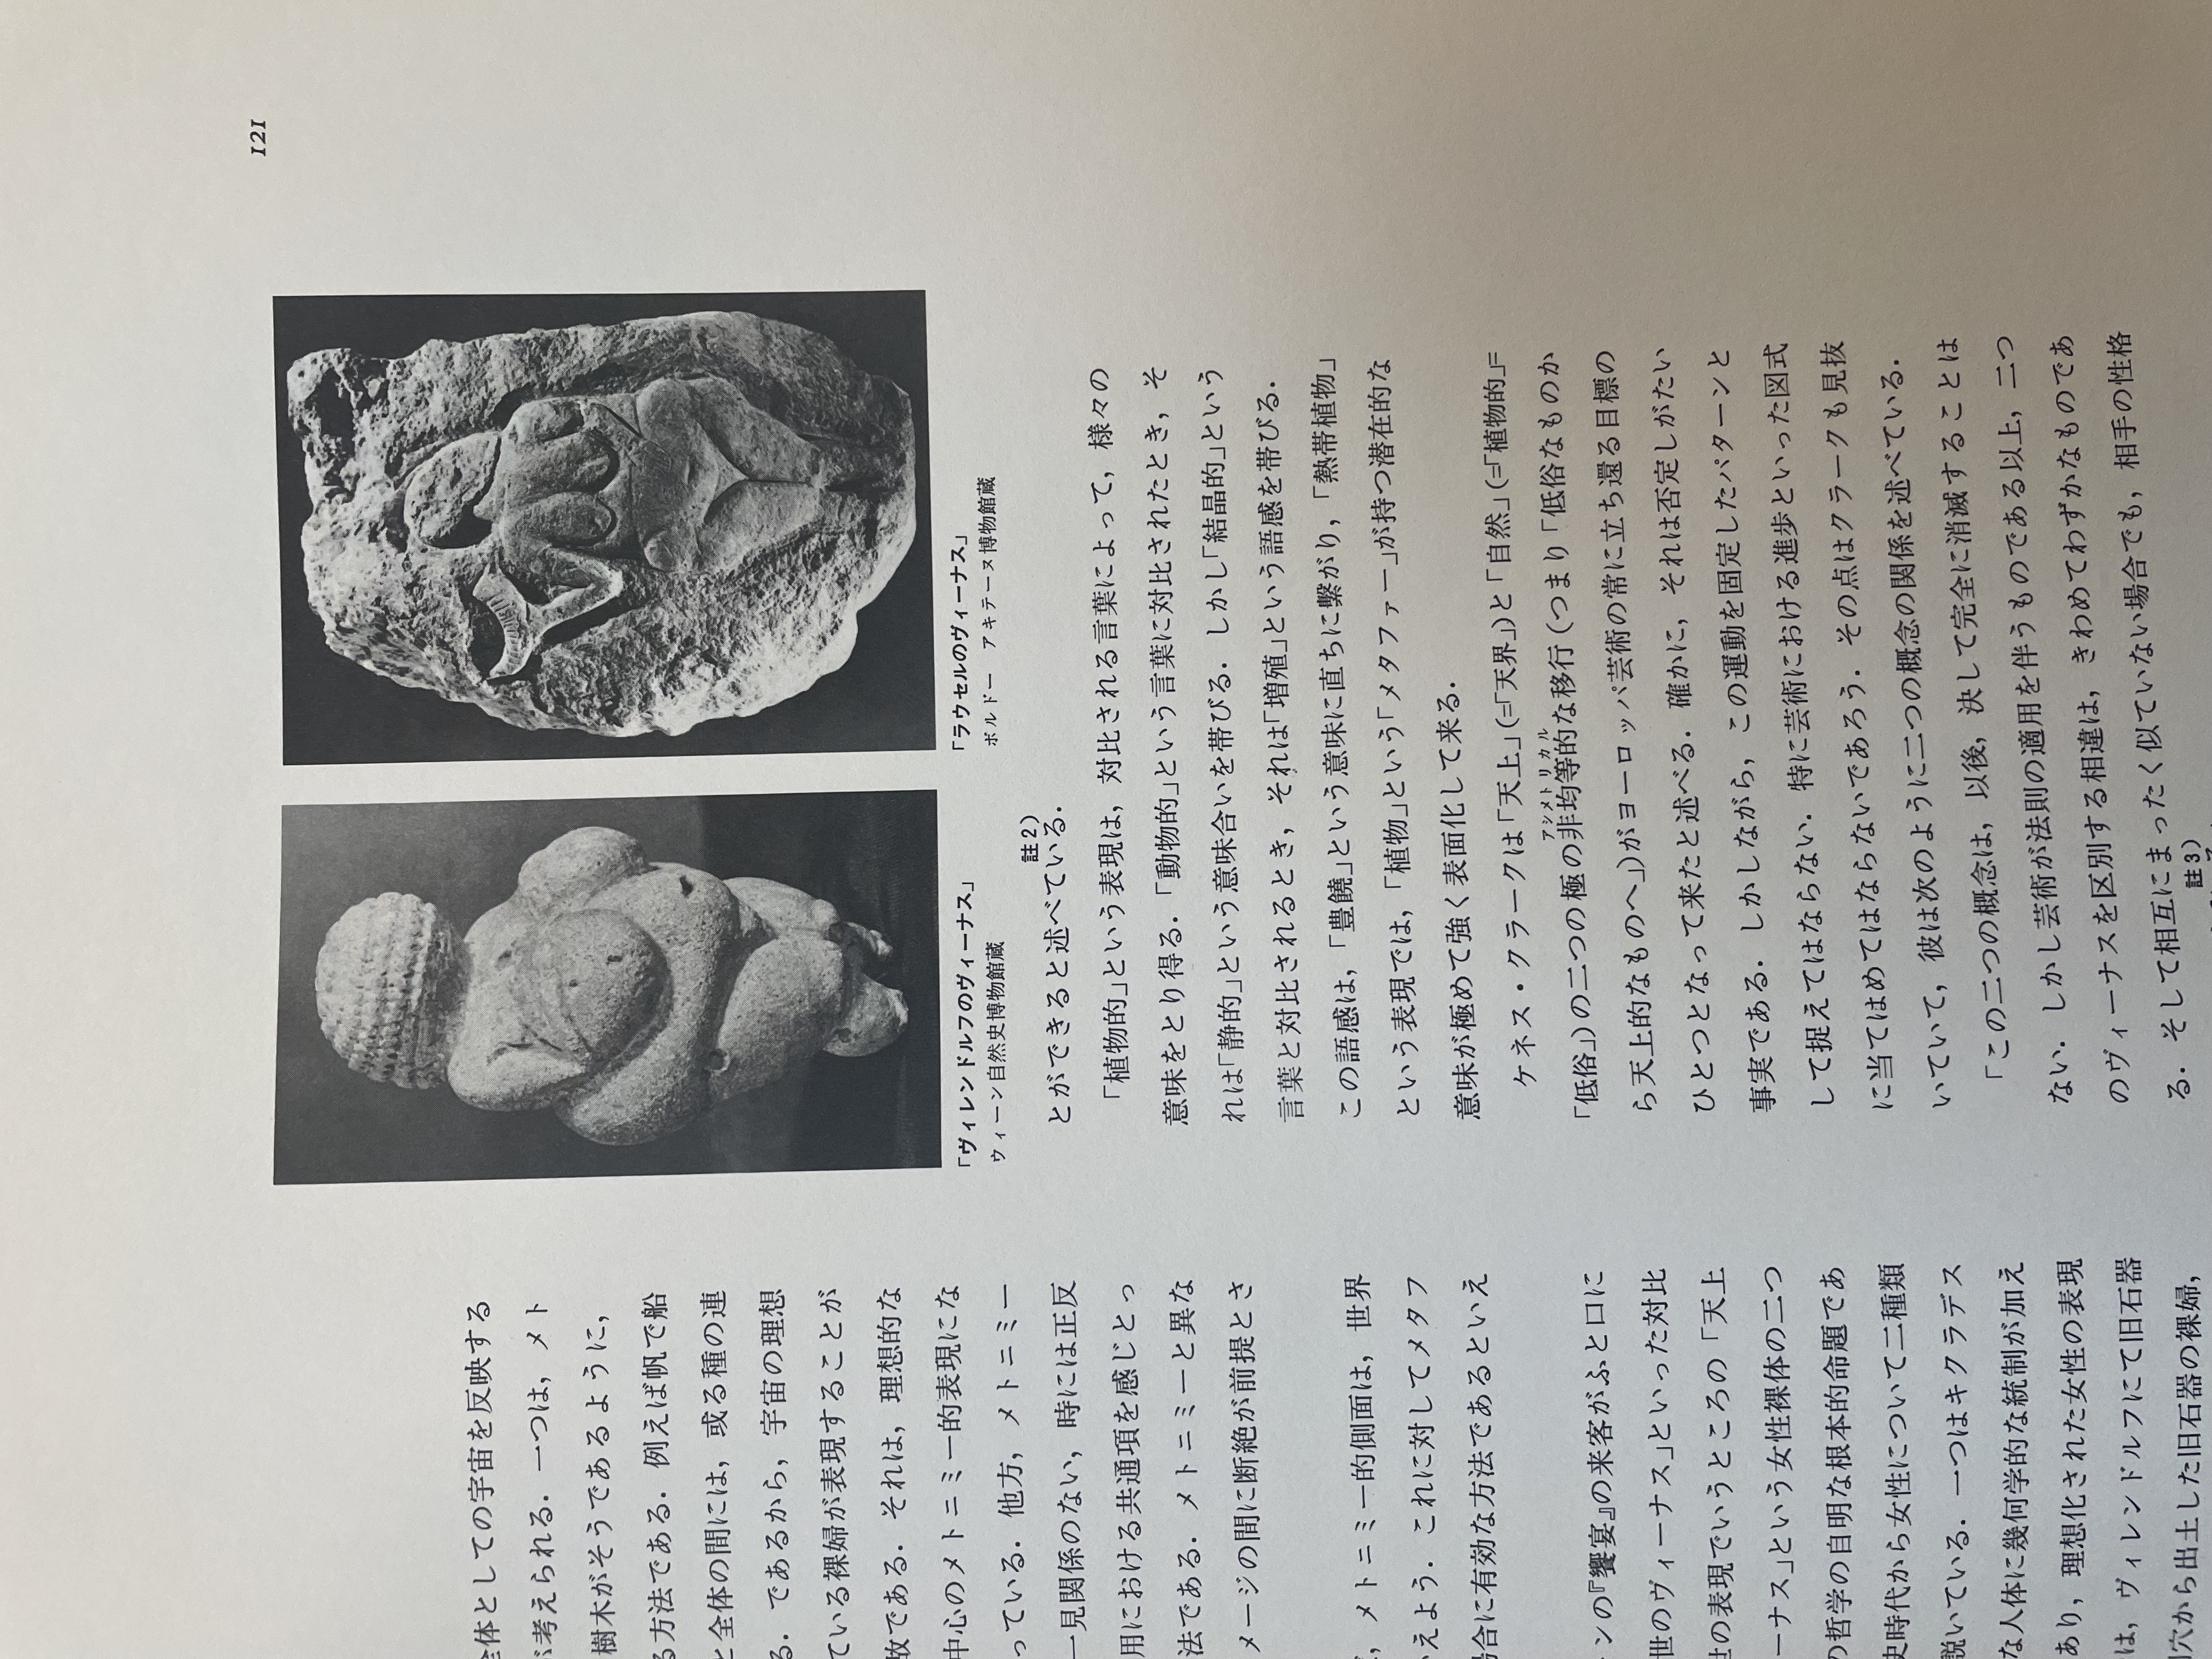 121
全体としての宇宙を反映する
が考えられる．一つは，メト
樹木がそうであるように，
る方法である．例えば帆で船
と全体の間には，或る種の連
る．であるから，宇宙の理想
ている裸婦が表現することが
故である．それは，理想的な
中心のメトニミー的表現にな
っている．他方，メトニミー
一見関係のない，時には正反
用における共通項を感じとっ
法である．メトニミーと異な
メージの間に断絶が前提とさ
，メトニミー的側面は，世界
いえよう．これに対してメタフ
場合に有効な方法であるといえ
ンの『饗宴』の来客がふと口に
世のヴィーナス」といった対比
世の表現でいうところの「天上
ーナス」という女性裸体の二つ
の哲学の自明な根本的命題であ
史時代から女性について二種類
説いている．一つはキクラデス
な人体に幾何学的な統制が加え
あり，理想化された女性の表現
は，ヴィレンドルフにて旧石器
穴から出土した旧石器の裸婦，
「ヴィレンドルフのヴィーナス」
ウィーン自然史博物館蔵
「ラウセルのヴィーナス」
ボルドー　アキテーヌ博物館蔵
註2）
とができると述べている．
「植物的」という表現は，対比される言葉によって，様々の
意味をとり得る．「動物的」という言葉に対比されたとき，そ
れは「静的」という意味合いを帯びる．しかし「結晶的」という
言葉と対比されるとき，それは「増殖」という語感を帯びる．
この語感は，「豊饒」という意味に直ちに繋がり，「熱帯植物」
という表現では，「植物」という「メタファー」が持つ潜在的な
意味が極めて強く表面化して来る．
ケネス・クラークは「天上」(=「天界」)と「自然」(=「植物的」=
アシメトリカル
「低俗」)の二つの極の非均等的な移行(つまり「低俗なものか
ら天上的なものへ」)がヨーロッパ芸術の常に立ち還る目標の
ひとつとなって来たと述べる．確かに，それは否定しがたい
事実である．しかしながら，この運動を固定したパターンと
して捉えてはならない．特に芸術における進歩といった図式
に当てはめてはならないであろう．その点はクラークも見抜
いていて，彼は次のように二つの概念の関係を述べている．
「この二つの概念は，以後，決して完全に消滅することは
ない．しかし芸術が法則の適用を伴うものである以上，二つ
のヴィーナスを区別する相違は，きわめてわずかなものであ
る．そして相互にまったく似ていない場合でも，相手の性格
註3）